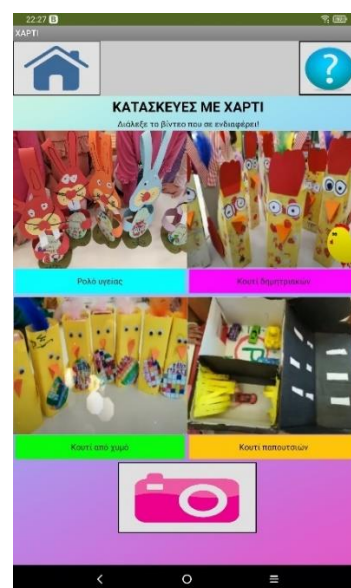 22:27
ΧΑΡΤΙ
?
ΚΑΤΑΣΚΕΥΕΣ ΜΕ ΧΑΡΤΙ
Διάλεξε το βίντεο που σε ενδιαφέρει!
Ρολό υγείας
Κουτί δημητριακών
Κουτί από χυμό
Κουτι παπουτσιών